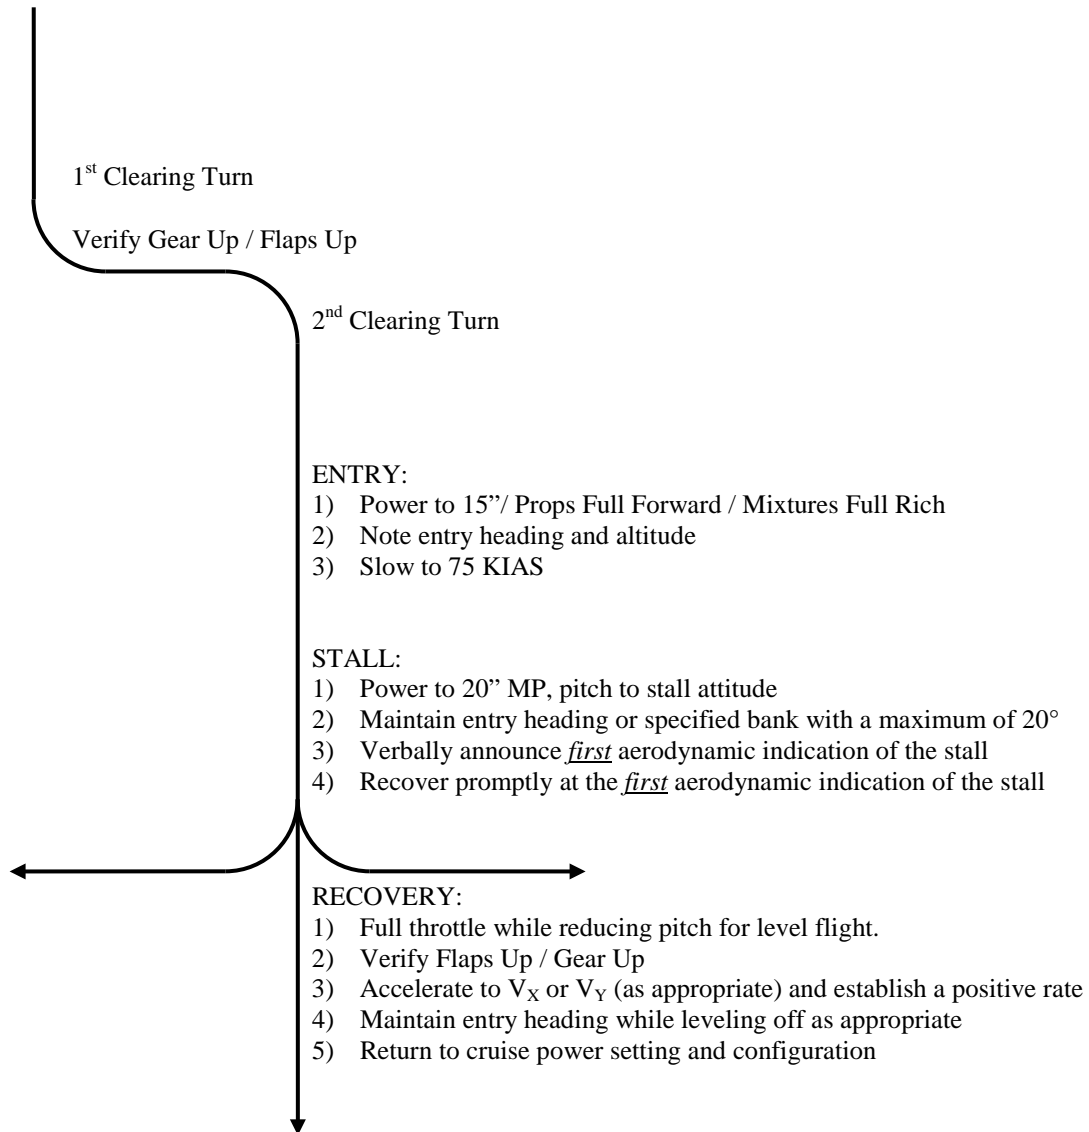 1st Clearing Turn
Verify Gear Up / Flaps Up
2nd Clearing Turn
ENTRY:
1) Power to 15”/ Props Full Forward / Mixtures Full Rich
2) Note entry heading and altitude
3) Slow to 75 KIAS
STALL:
1) Power to 20” MP, pitch to stall attitude
2) Maintain entry heading or specified bank with a maximum of 20°
3) Verbally announce first aerodynamic indication of the stall
4) Recover promptly at the first aerodynamic indication of the stall
RECOVERY:
1) Full throttle while reducing pitch for level flight.
2) Verify Flaps Up / Gear Up
3) Accelerate to VX or VY (as appropriate) and establish a positive rate
4) Maintain entry heading while leveling off as appropriate
5) Return to cruise power setting and configuration